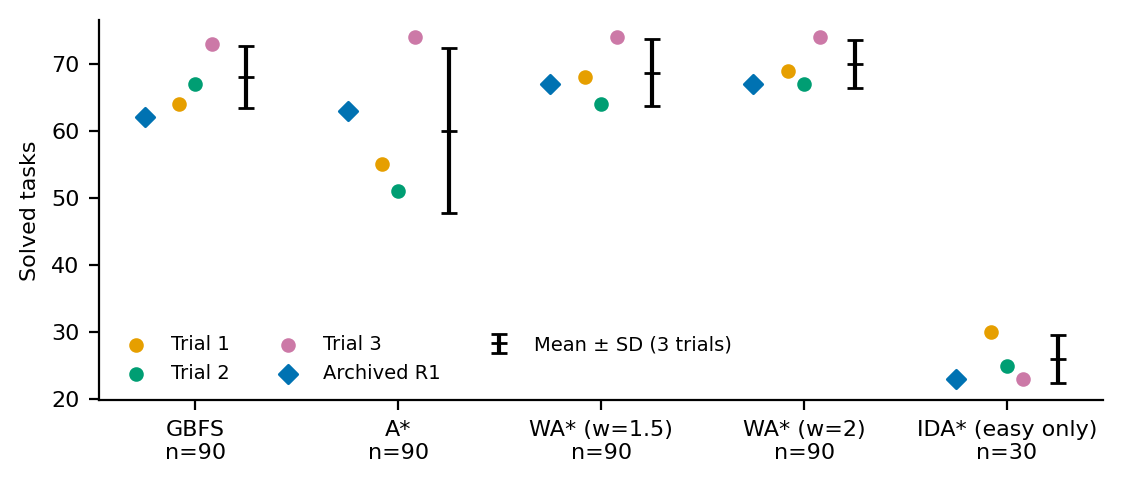 70
60
50
40
30
20
Solved tasks
Trial 1
Trial 2
Trial 3
Archived R1
Mean ± SD (3 trials)
GBFS
n=90
A*
n=90
WA* (w=1.5)
n=90
WA* (w=2)
n=90
IDA* (easy only)
n=30